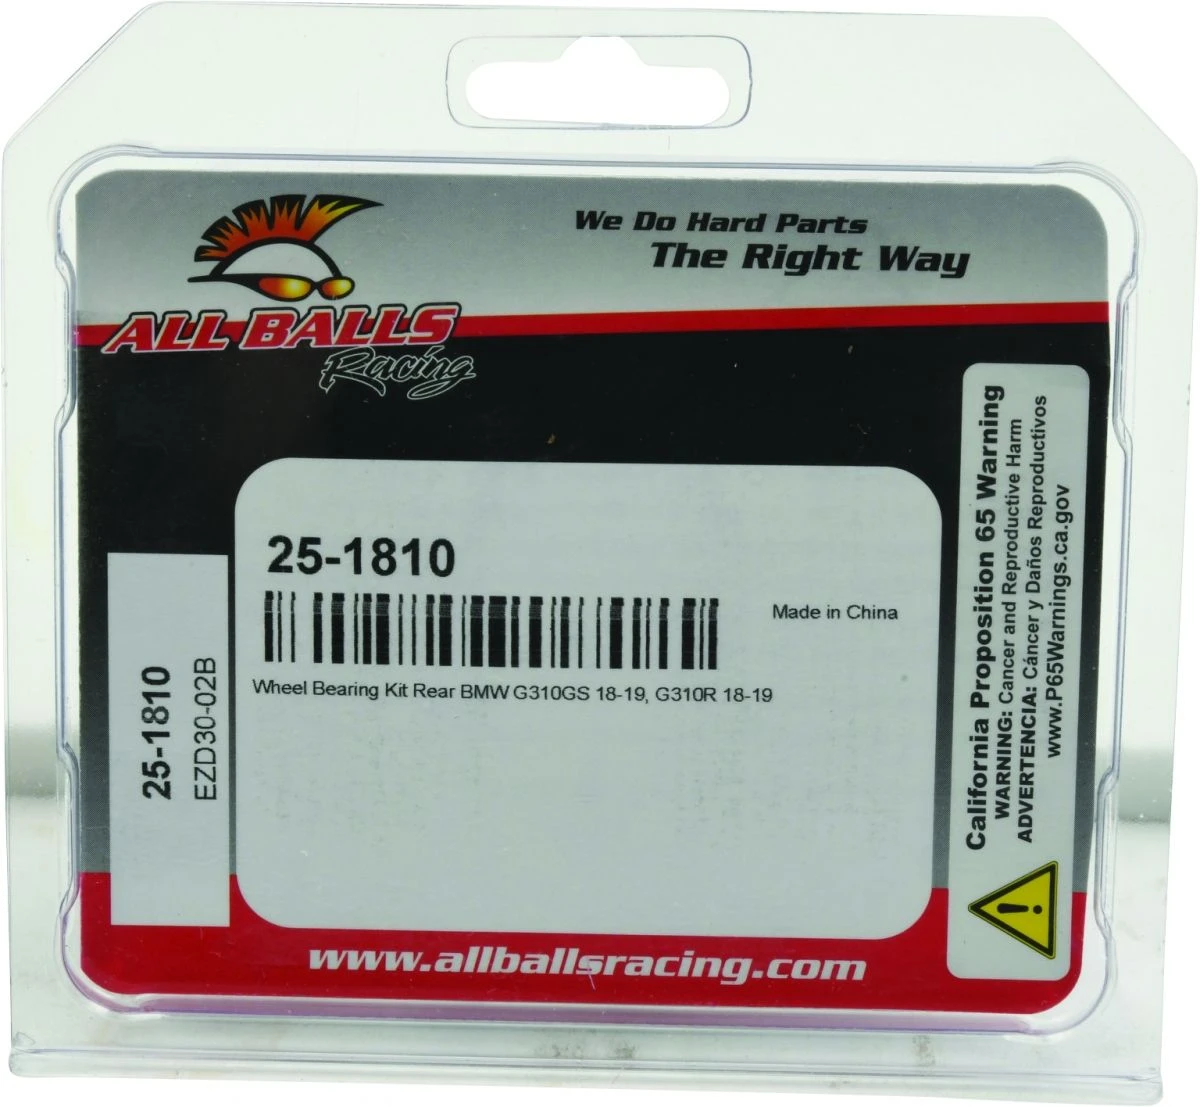 We Do Hard Parts
The Right Way
ALL BALLS
Racing
25-1810
Made in China
Wheel Bearing Kit Rear BMW G310GS 18-19, G310R 18-19
25-1810
EZD30-02B
California Proposition 65 Warning
WARNING: Cancer and Reproductive Harm
ADVERTENCIA: Cáncer y Daños Reproductivos
www.P65Warnings.ca.gov
!
www.allballsracing.com